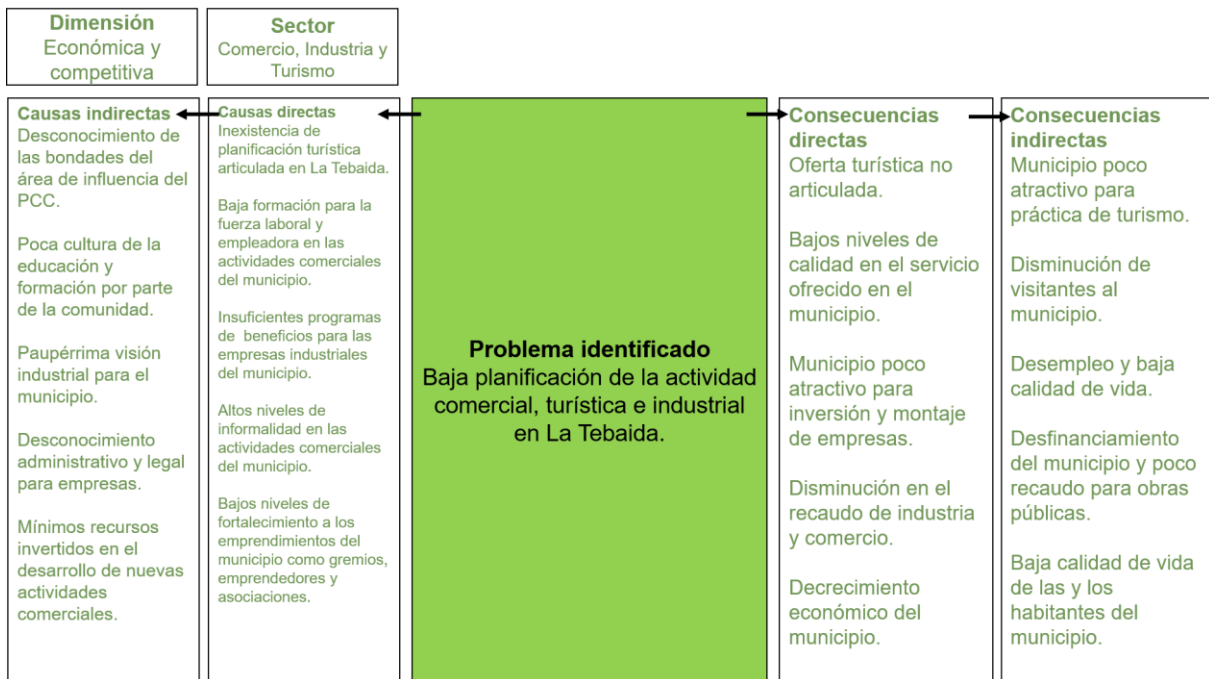 Dimensión
Económica y
competitiva
Sector
Comercio, Industria y
Turismo
Causas indirectas
Desconocimiento de
las bondades del
área de influencia del
PCC.
Poca cultura de la
educación y
formación por parte
de la comunidad.
Paupérrima visión
industrial para el
municipio.
Desconocimiento
administrativo y legal
para empresas.
Mínimos recursos
invertidos en el
desarrollo de nuevas
actividades
comerciales.
Causas directas
Inexistencia de
planificación turística
articulada en La Tebaida.
Baja formación para la
fuerza laboral y
empleadora en las
actividades comerciales
del municipio.
Insuficientes programas
de beneficios para las
empresas industriales
del municipio.
Altos niveles de
informalidad en las
actividades comerciales
del municipio.
Bajos niveles de
fortalecimiento a los
emprendimientos del
municipio como gremios,
emprendedores y
asociaciones.
Problema identificado
Baja planificación de la actividad
comercial, turística e industrial
en La Tebaida.
Consecuencias
directas
Oferta turística no
articulada.
Bajos niveles de
calidad en el servicio
ofrecido en el
municipio.
Municipio poco
atractivo para
inversión y montaje
de empresas.
Disminución en el
recaudo de industria
y comercio.
Decrecimiento
económico del
municipio.
Consecuencias
indirectas
Municipio poco
atractivo para
práctica de turismo.
Disminución de
visitantes al
municipio.
Desempleo y baja
calidad de vida.
Desfinanciamiento
del municipio y poco
recaudo para obras
públicas.
Baja calidad de vida
de las y los
habitantes del
municipio.